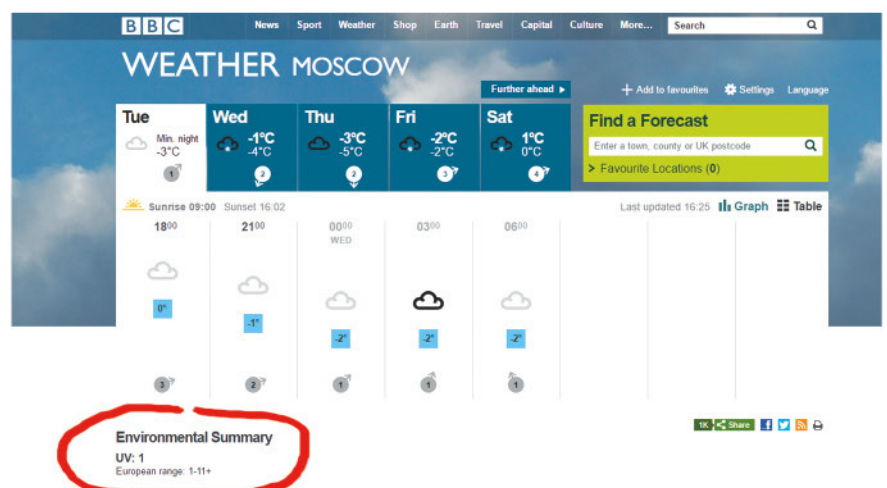 BBC News Sport Weather Shop Earth Travel Capital Culture More... Search
WEATHER MOSCOW
Further ahead
Add to favourites Settings Language
Tue Wed Thu Fri Sat
Min. night
-3°C
-1°C
-4°C
-3°C
-5°C
-2°C
-2°C
1°C
0°C
1 2 2 3 4
Find a Forecast
Enter a town, county or UK postcode
> Favourite Locations (0)
Sunrise 09:00 Sunset 16:02 Last updated 16:25 Graph Table
1800 2100 0000 0300 0600
WED
0°
-1°
-2° -2° -2°
3 2 1 1 1
1K Share
Environmental Summary
UV: 1
European range: 1-11+